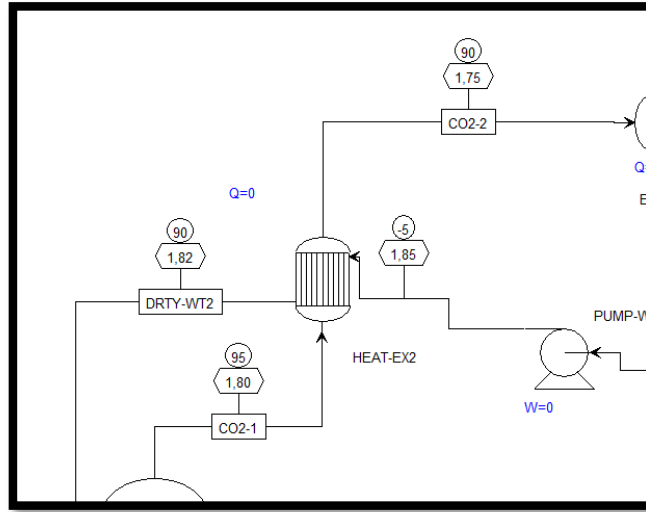 90
1,75
CO2-2
Q=0
Q=
E
90
1,82
-5
1,85
DRTY-WT2
PUMP-W
HEAT-EX2
95
1,80
W=0
CO2-1